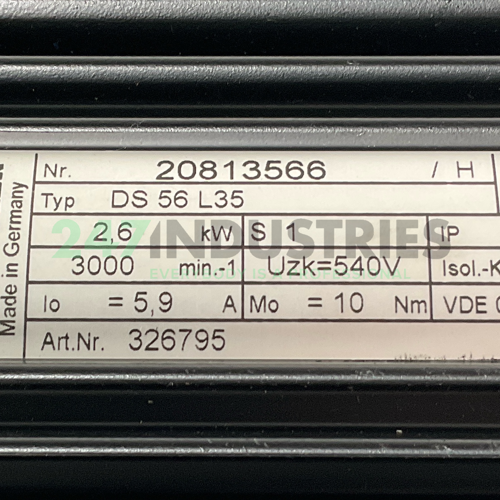 Nr. 20813566 / H
Typ DS 56 L35
2,6 kW S 1 IP
3000 min.-1 Uzk=540V Isol.-K
Io = 5,9 A Mo = 10 Nm VDE
Art.Nr. 326795
Made in Germany
247INDUSTRIES